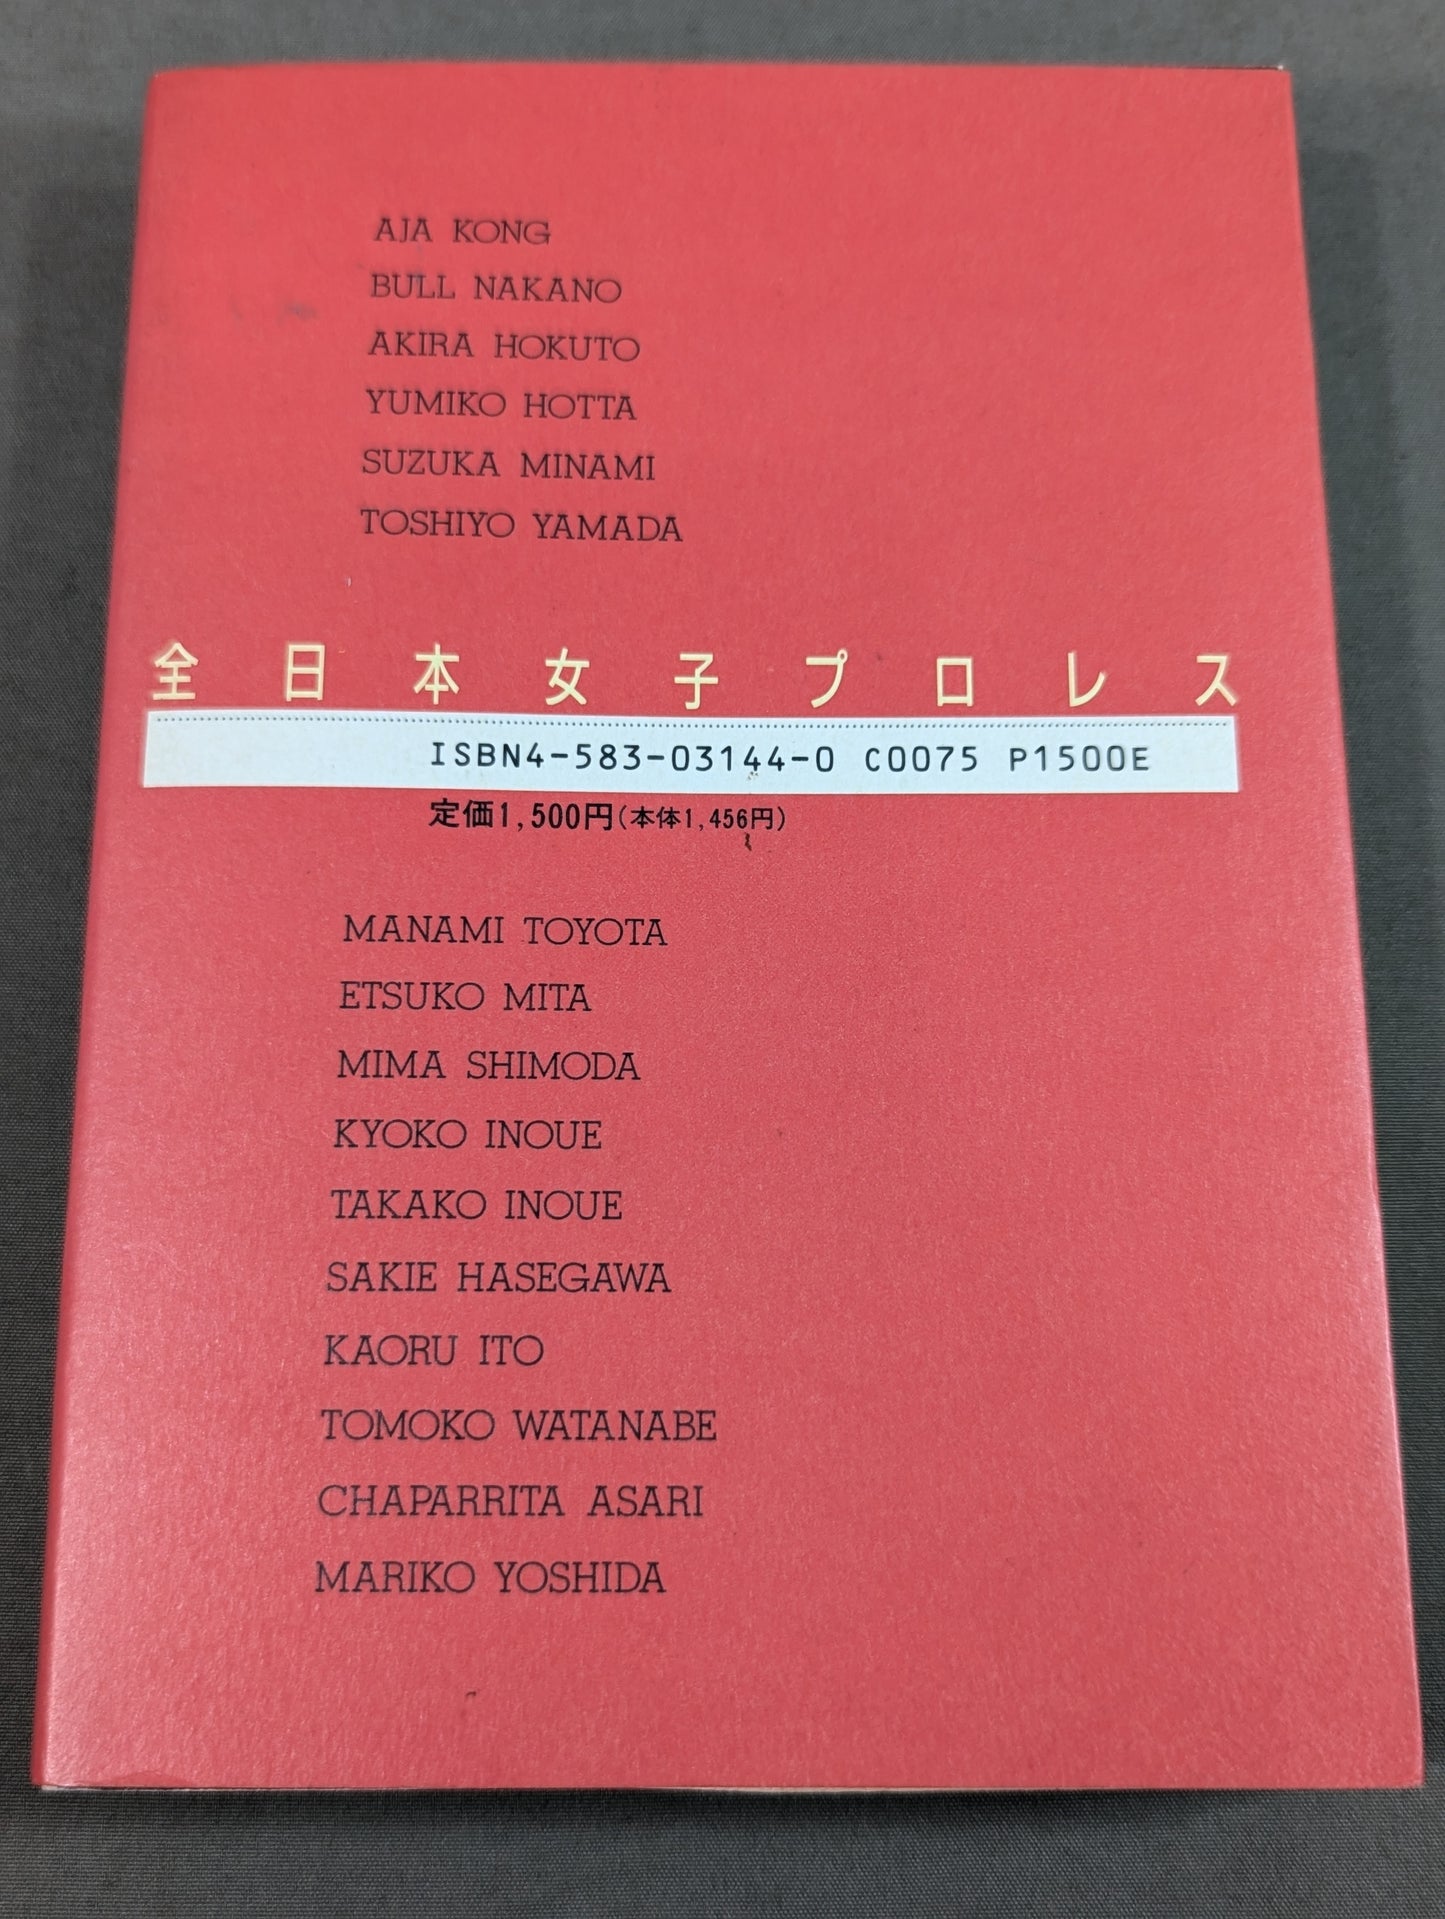 AJA KONG
BULL NAKANO
AKIRA HOKUTO
YUMIKO HOTTA
SUZUKA MINAMI
TOSHIYO YAMADA
全日本女子プロレス
ISBN4-583-03144-0 C0075 P1500E
定価1,500円(本体1,456円)
MANAMI TOYOTA
ETSUKO MITA
MIMA SHIMODA
KYOKO INOUE
TAKAKO INOUE
SAKIE HASEGAWA
KAORU ITO
TOMOKO WATANABE
CHAPARRITA ASARI
MARIKO YOSHIDA